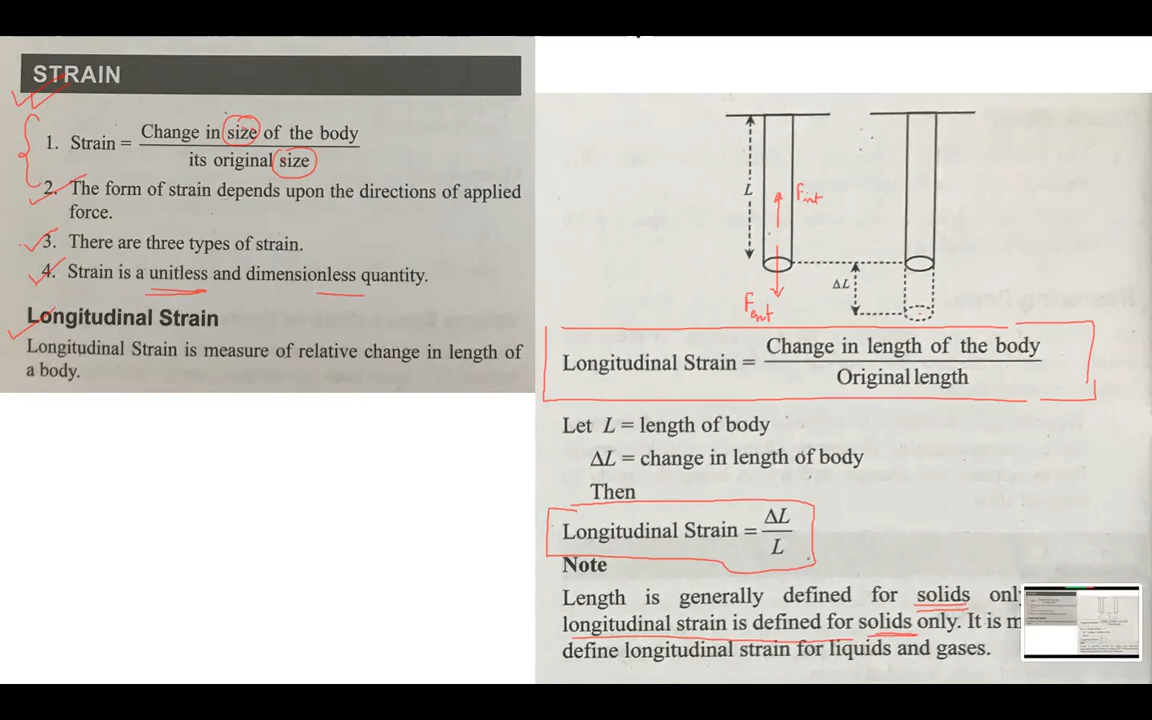 STRAIN
1. Strain = Change in size of the body
its original size
2. The form of strain depends upon the directions of applied
force.
3. There are three types of strain.
4. Strain is a unitless and dimensionless quantity.
Longitudinal Strain
Longitudinal Strain is measure of relative change in length of
a body.
L
Fint
ΔL
Fext
Longitudinal Strain = Change in length of the body
Original length
Let L = length of body
ΔL = change in length of body
Then
Longitudinal Strain = ΔL
L
Note
Length is generally defined for solids
longitudinal strain is defined for solids only. It is
define longitudinal strain for liquids and gases.